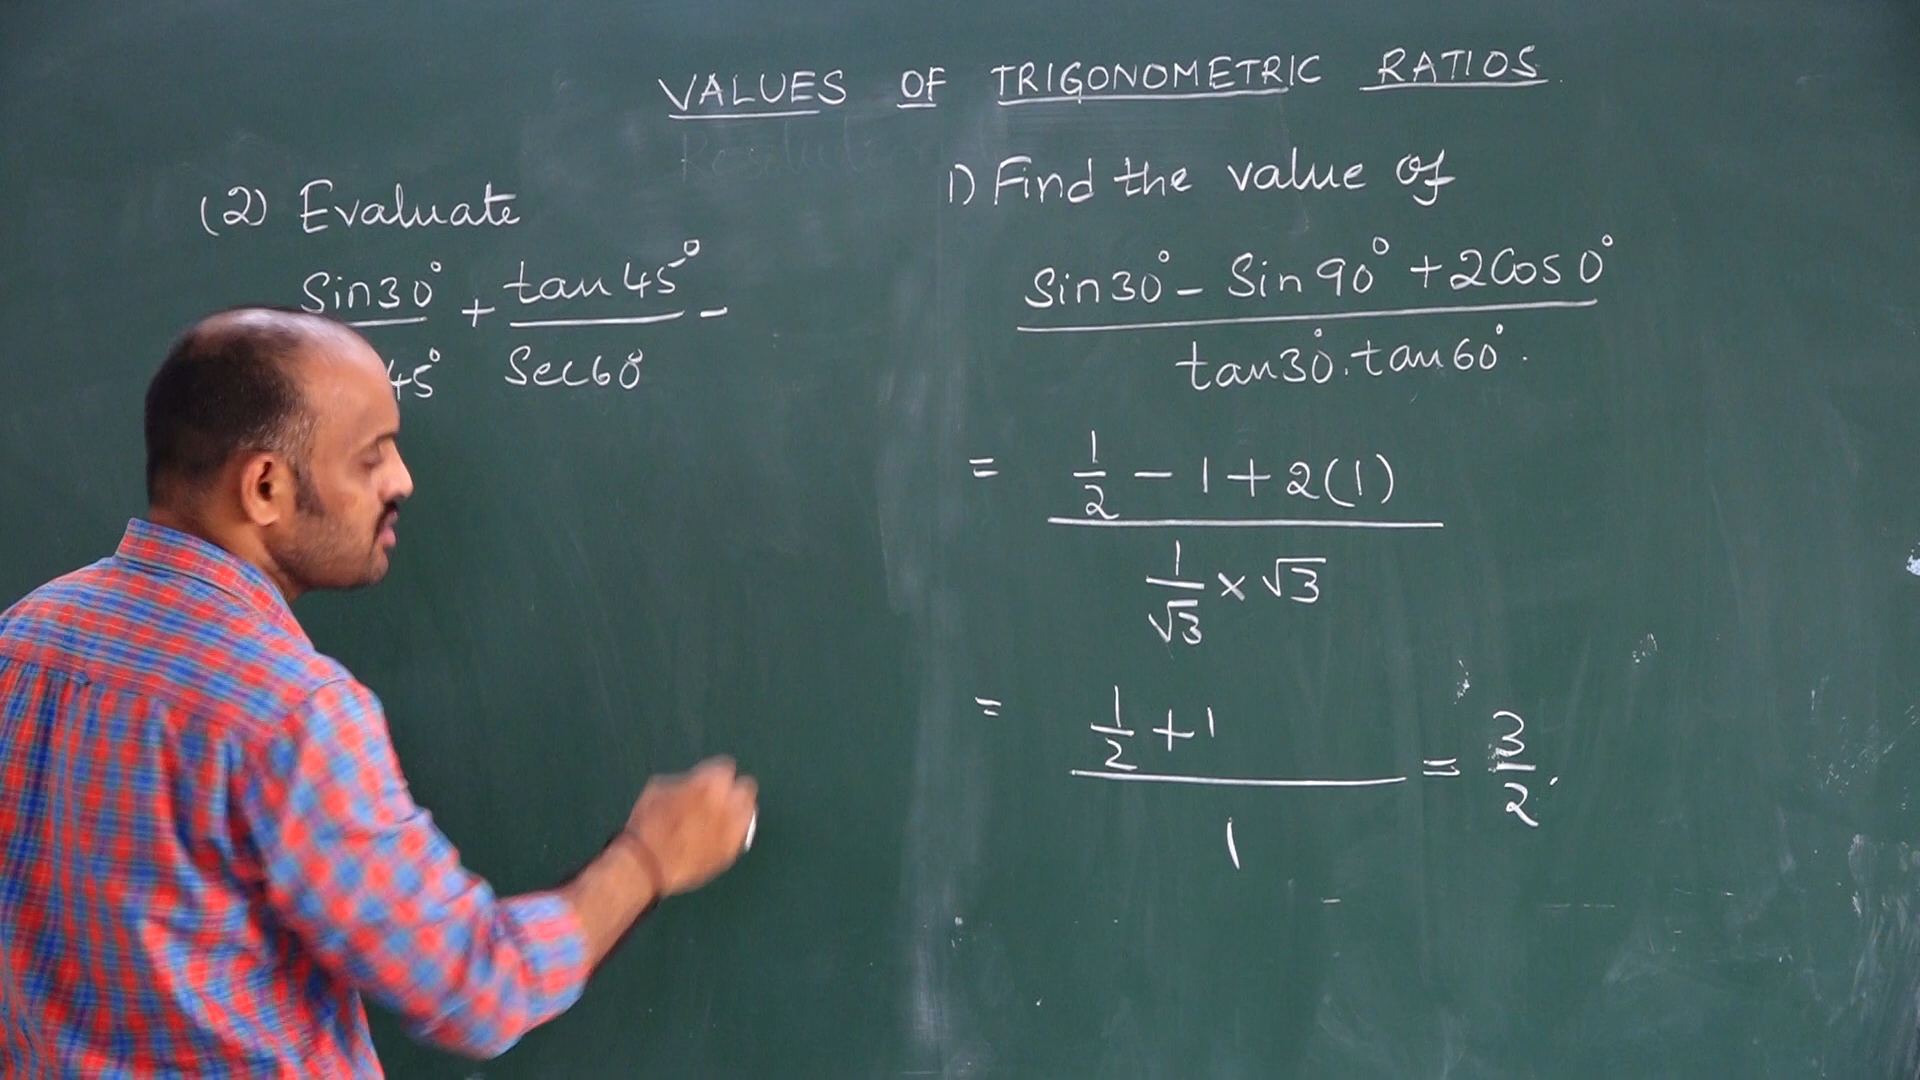 VALUES OF TRIGONOMETRIC RATIOS.
(2) Evaluate
Sin30° + tan45° -
45° Sec60°
1) Find the value of
Sin30° - Sin90° + 2Cos0°
tan30°.tan60°.
= 1/2 - 1 + 2(1)
1/√3 × √3
= 1/2 + 1 = 3/2.
1